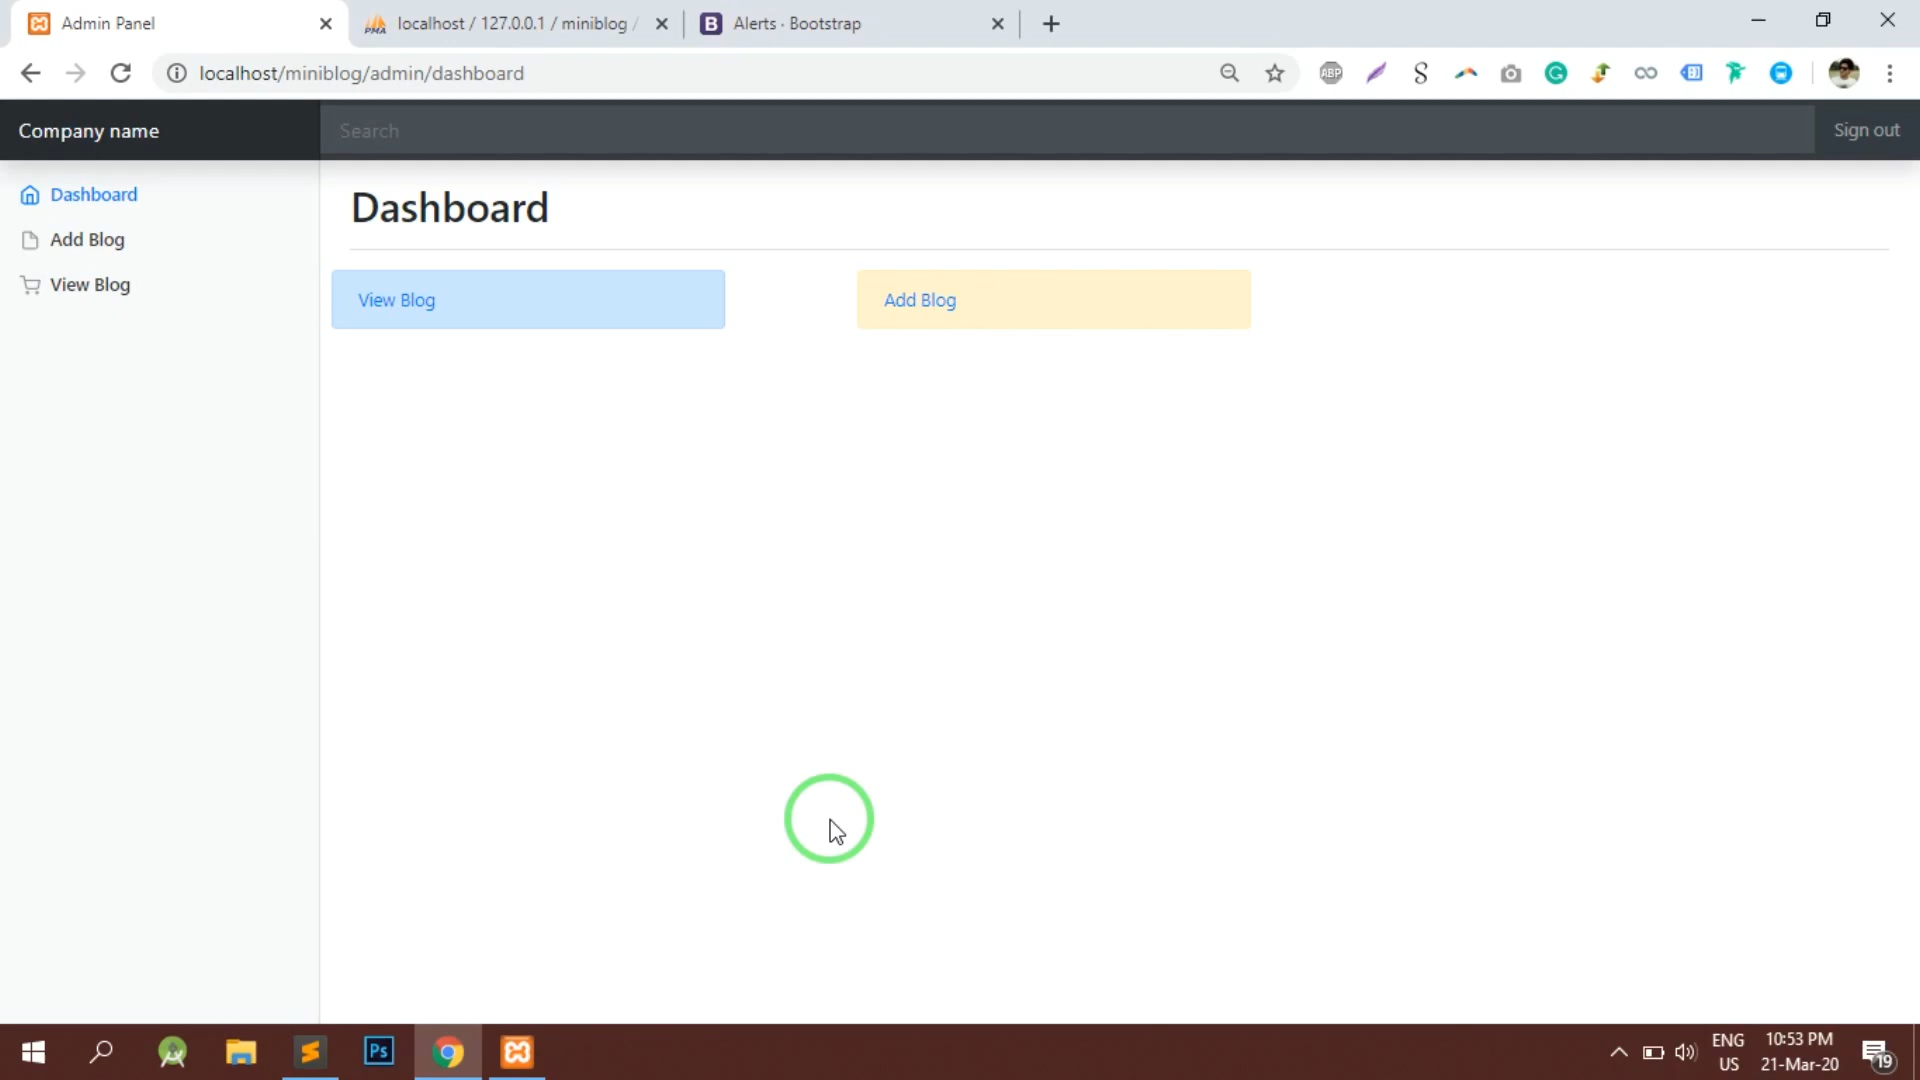 Admin Panel
localhost / 127.0.0.1 / miniblog /
B Alerts · Bootstrap
localhost/miniblog/admin/dashboard
ABP
Company name
Search
Sign out
Dashboard
Add Blog
View Blog
Dashboard
View Blog
Add Blog
Ps
ENG
US
10:53 PM
21-Mar-20
19